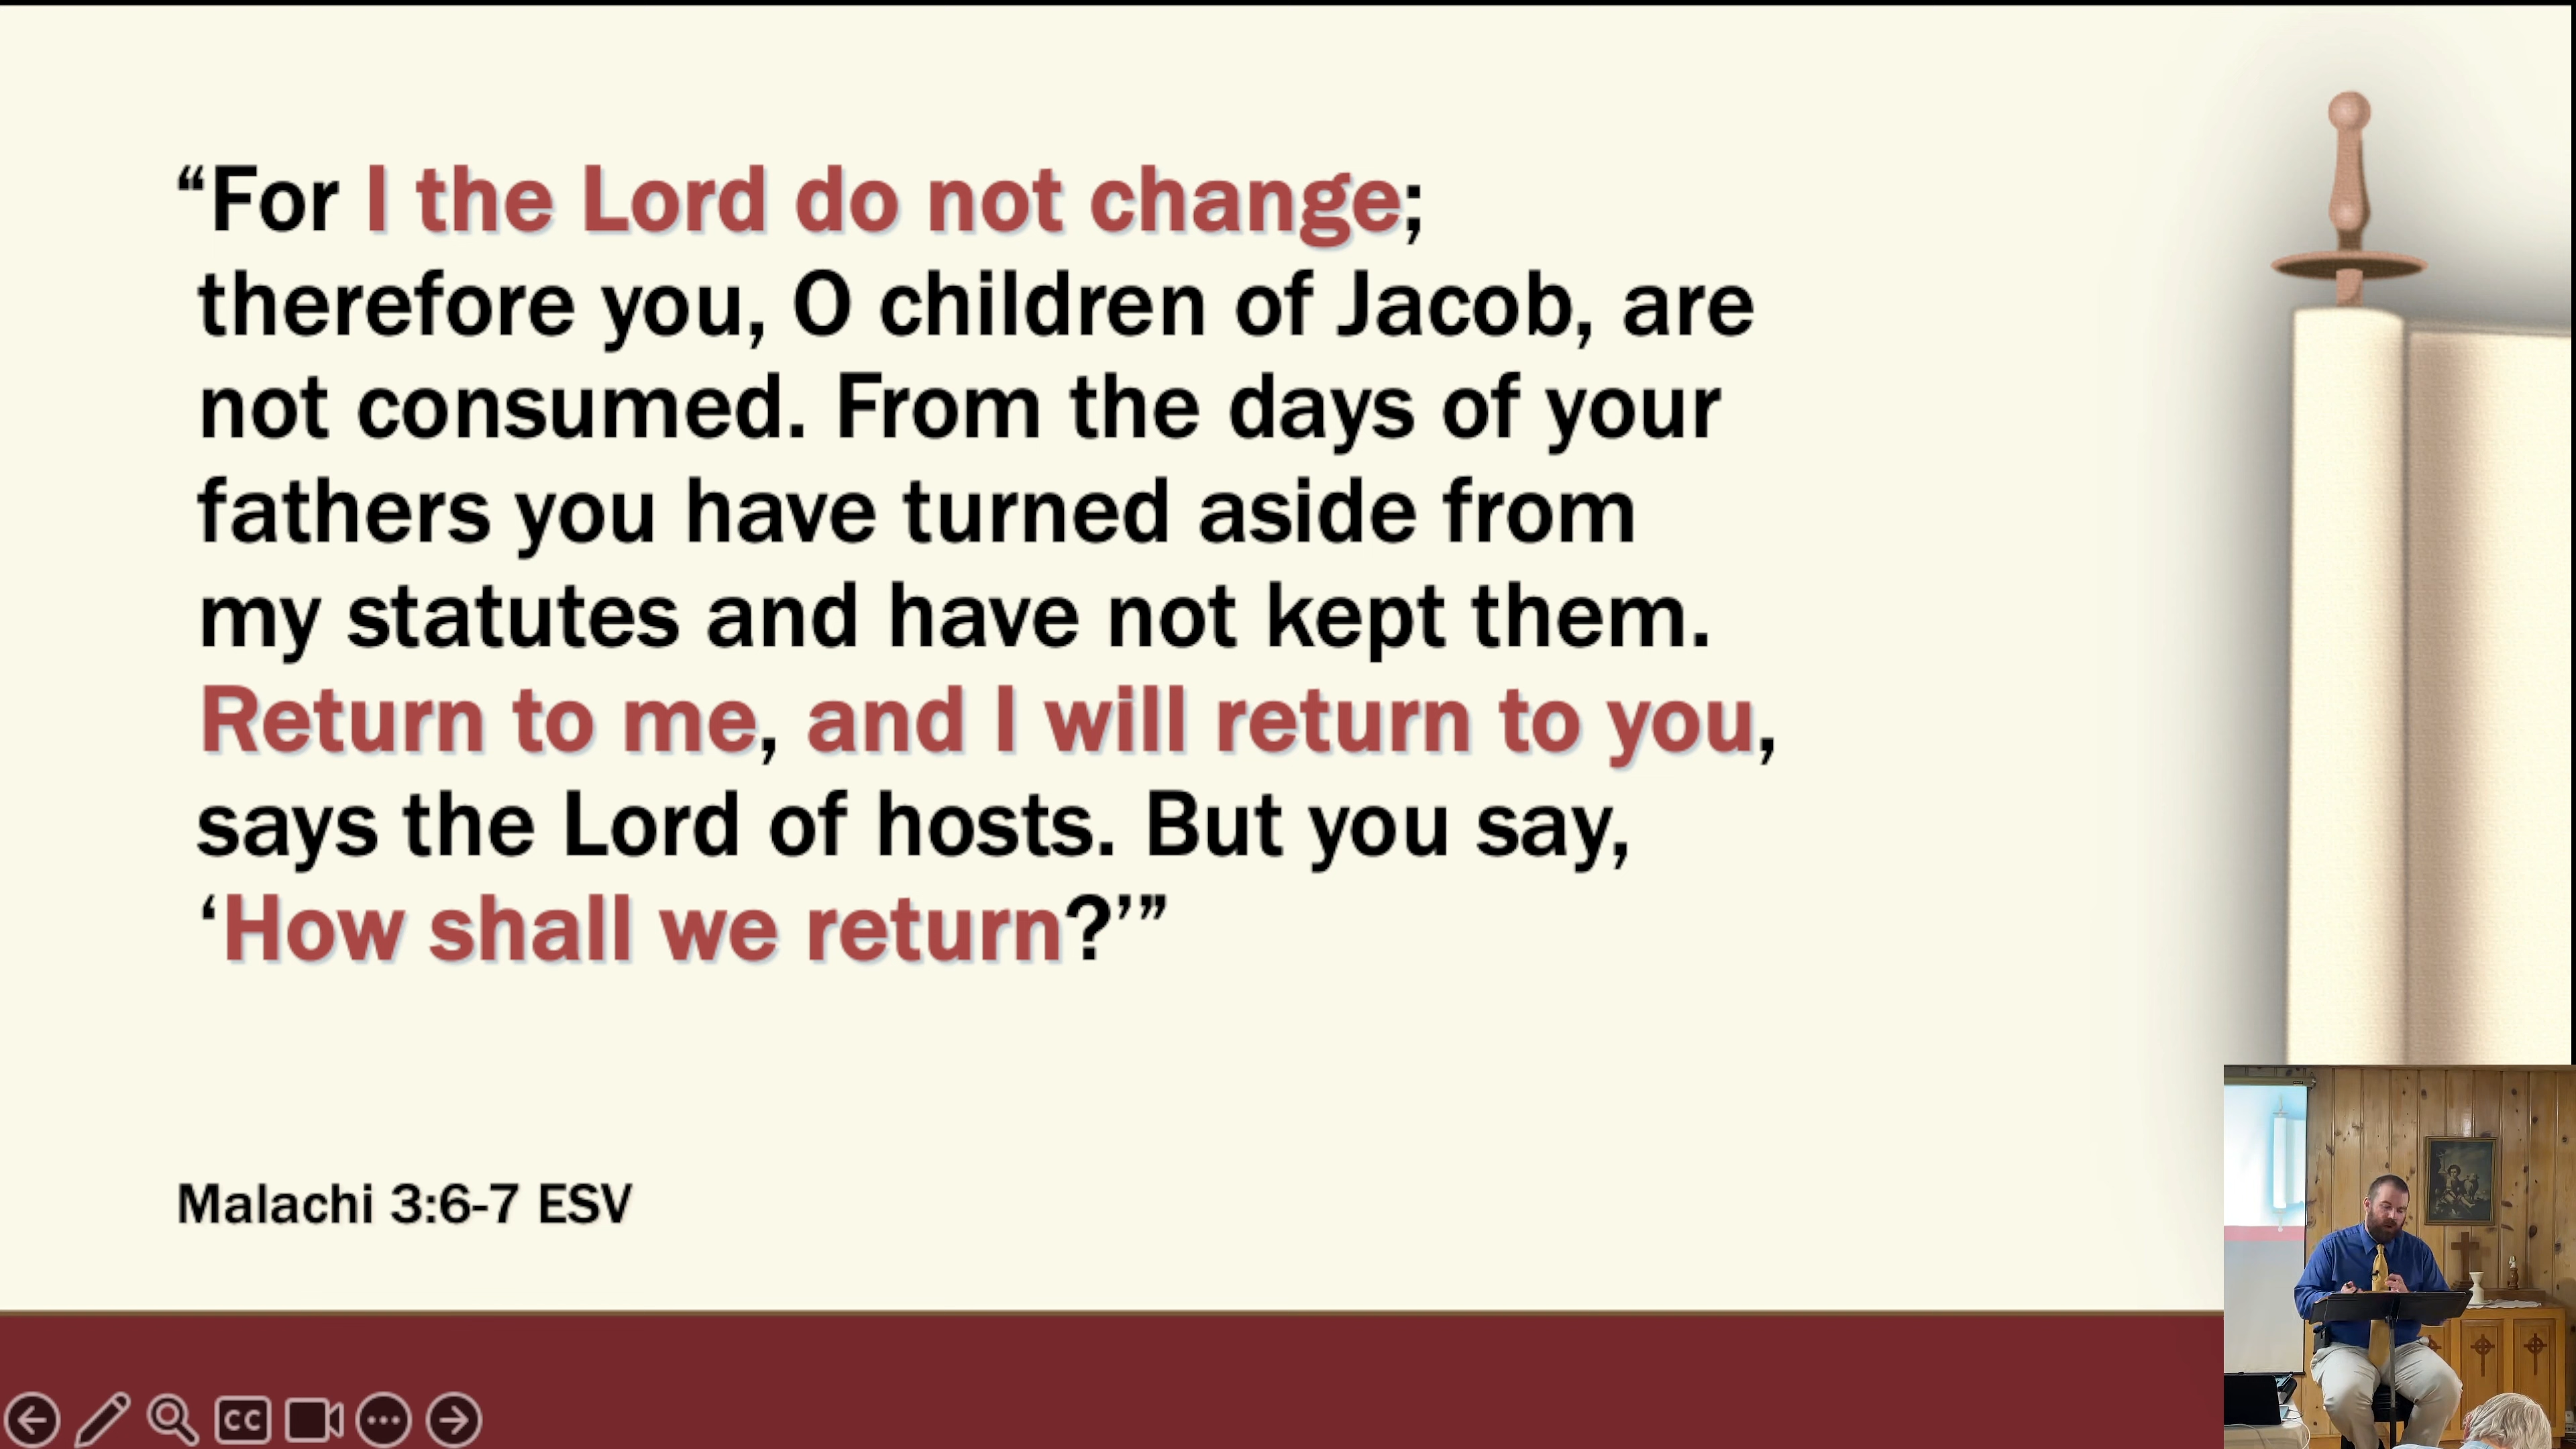 “For I the Lord do not change;
therefore you, O children of Jacob, are
not consumed. From the days of your
fathers you have turned aside from
my statutes and have not kept them.
Return to me, and I will return to you,
says the Lord of hosts. But you say,
‘How shall we return?’”
Malachi 3:6-7 ESV
CC